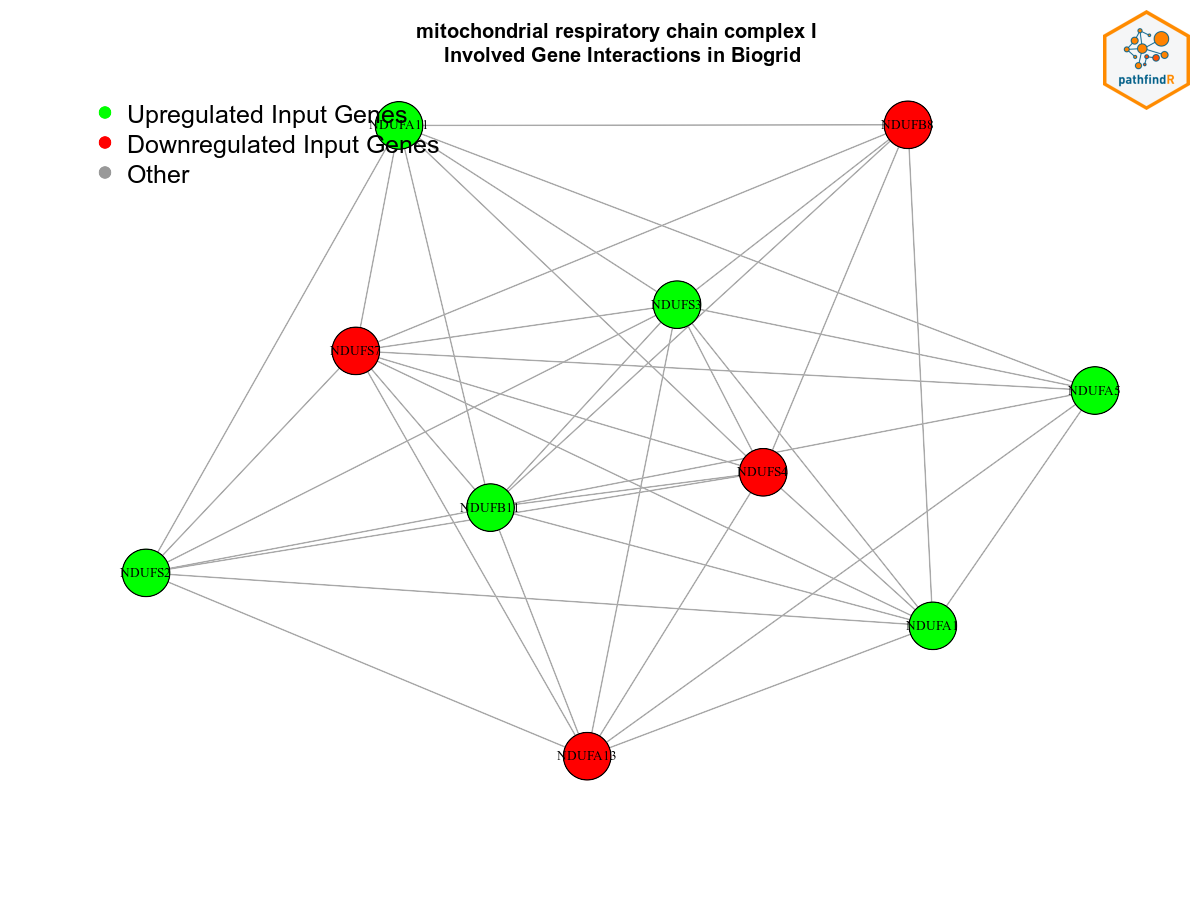 mitochondrial respiratory chain complex I
Involved Gene Interactions in Biogrid
pathfindR
Upregulated Input Genes
Downregulated Input Genes
Other
NDUFA11
NDUFB8
NDUFS3
NDUFS7
NDUFA5
NDUFS4
NDUFB11
NDUFS2
NDUFA1
NDUFA13